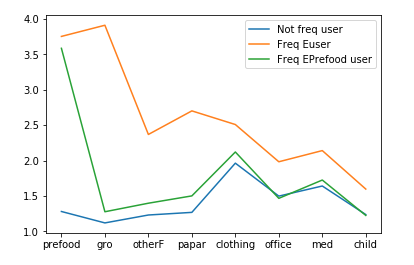 4.0
3.5
3.0
2.5
2.0
1.5
1.0
Not freq user
Freq Euser
Freq EPrefood user
prefood gro otherF papar clothing office med child